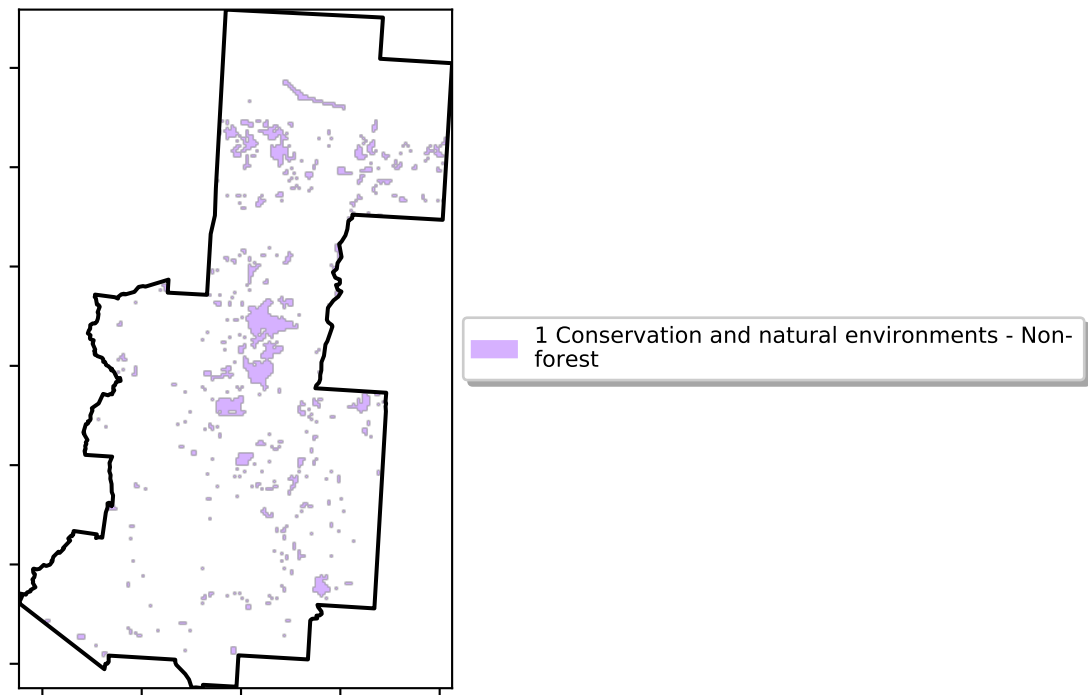 1 Conservation and natural environments - Non-
forest